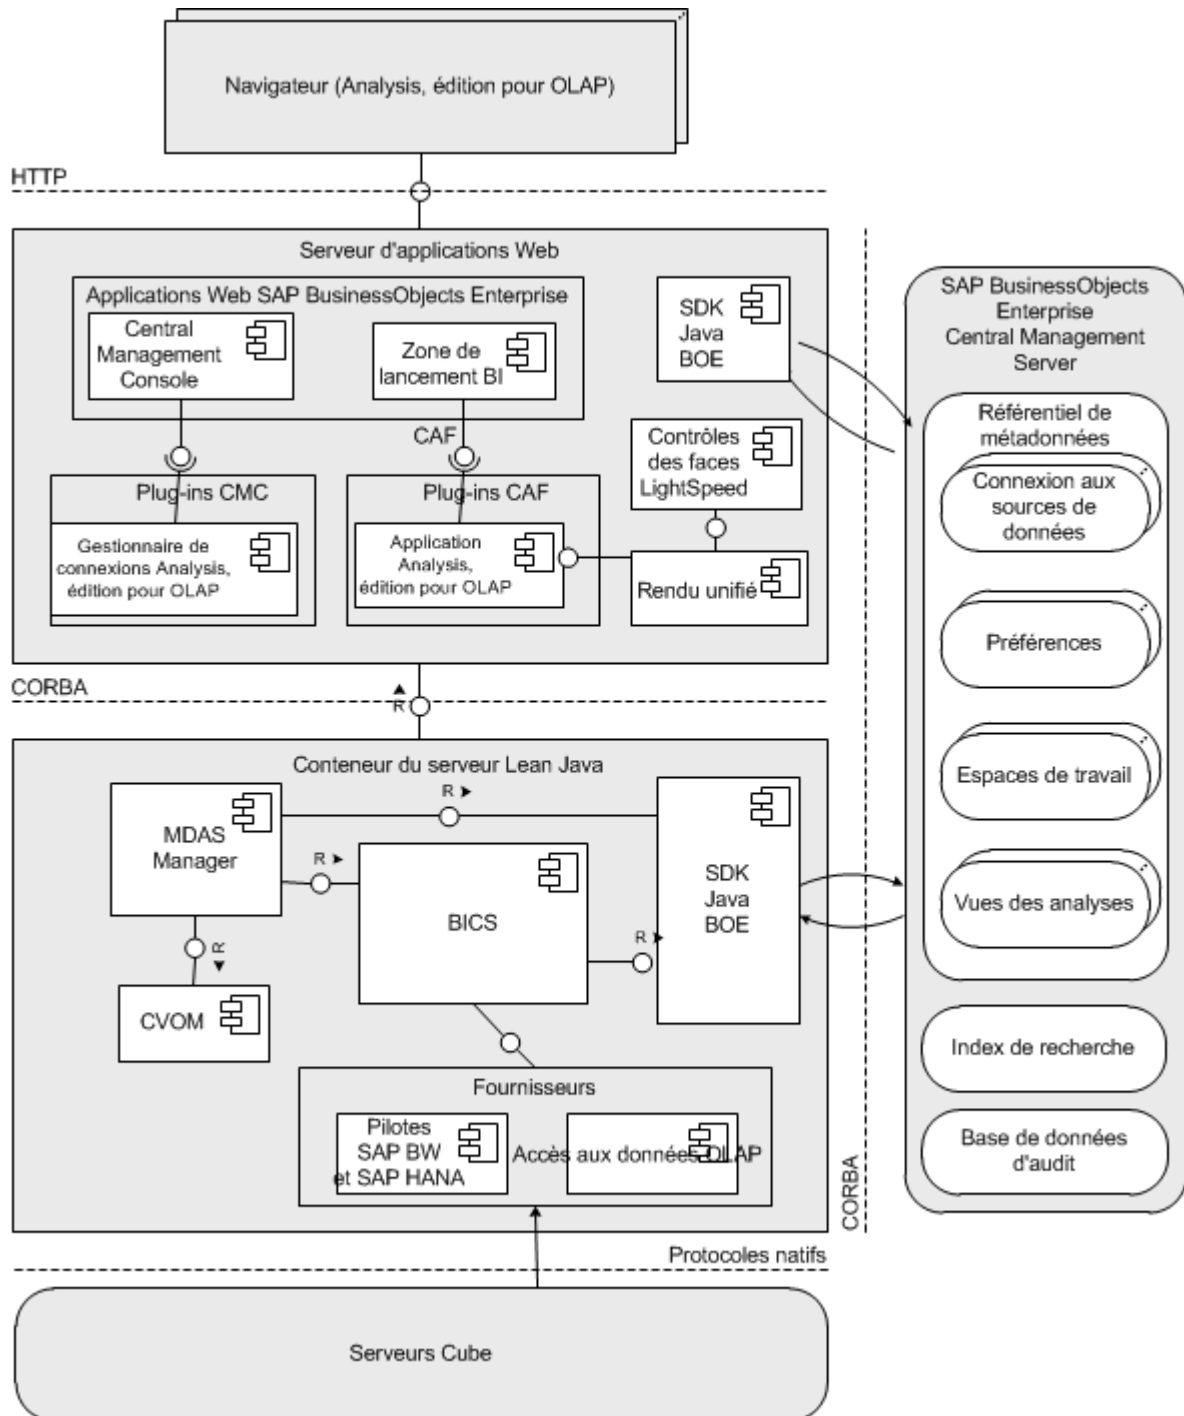 Navigateur (Analysis, édition pour OLAP)
HTTP
Serveur d'applications Web
Applications Web SAP BusinessObjects Enterprise
Central
Management
Console
Zone de
lancement BI
SDK
Java
BOE
CAF
Contrôles
des faces
LightSpeed
Plug-ins CMC
Plug-ins CAF
Gestionnaire de
connexions Analysis,
édition pour OLAP
Application
Analysis,
édition pour OLAP
Rendu unifié
CORBA
R
Conteneur du serveur Lean Java
MDAS
Manager
R
R
BICS
SDK
Java
BOE
R
R
CVOM
Fournisseurs
Pilotes
SAP BW
et SAP HANA
Accès aux données OLAP
CORBA
Protocoles natifs
Serveurs Cube
SAP BusinessObjects
Enterprise
Central Management
Server
Référentiel de
métadonnées
Connexion aux
sources de
données
Préférences
Espaces de travail
Vues des analyses
Index de recherche
Base de données
d'audit